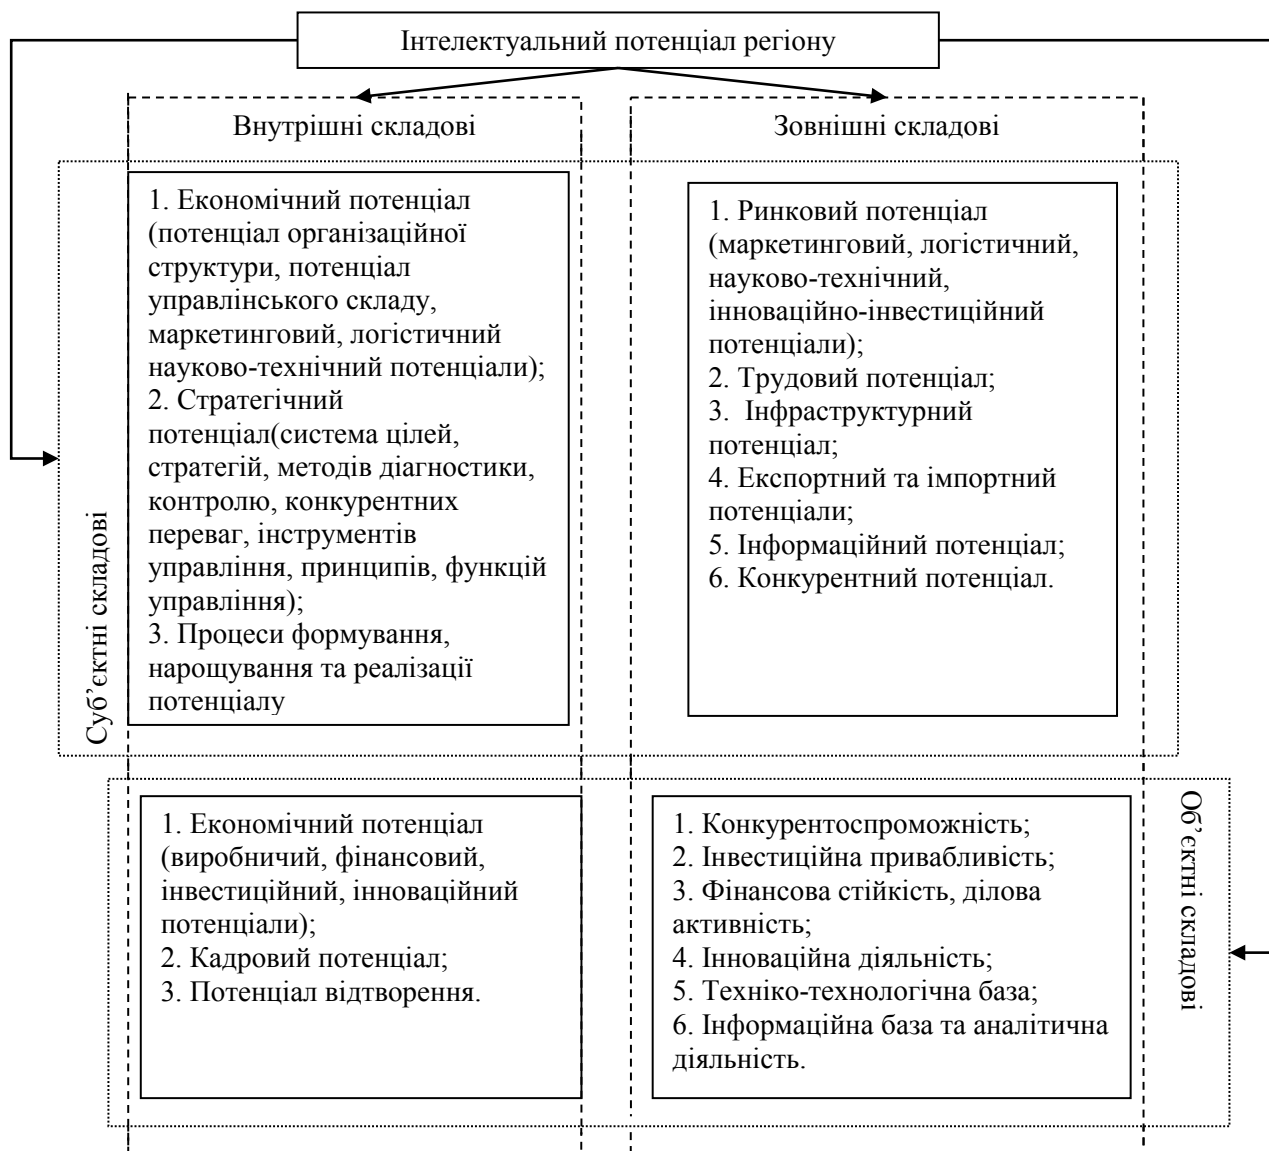 Інтелектуальний потенціал регіону
Внутрішні складові
Зовнішні складові
Суб’єктні складові
1. Економічний потенціал
(потенціал організаційної
структури, потенціал
управлінського складу,
маркетинговий, логістичний
науково-технічний потенціали);
2. Стратегічний
потенціал(система цілей,
стратегій, методів діагностики,
контролю, конкурентних
переваг, інструментів
управління, принципів, функцій
управління);
3. Процеси формування,
нарощування та реалізації
потенціалу
1. Ринковий потенціал
(маркетинговий, логістичний,
науково-технічний,
інноваційно-інвестиційний
потенціали);
2. Трудовий потенціал;
3. Інфраструктурний
потенціал;
4. Експортний та імпортний
потенціали;
5. Інформаційний потенціал;
6. Конкурентний потенціал.
1. Економічний потенціал
(виробничий, фінансовий,
інвестиційний, інноваційний
потенціали);
2. Кадровий потенціал;
3. Потенціал відтворення.
1. Конкурентоспроможність;
2. Інвестиційна привабливість;
3. Фінансова стійкість, ділова
активність;
4. Інноваційна діяльність;
5. Техніко-технологічна база;
6. Інформаційна база та аналітична
діяльність.
Об’єктні складові